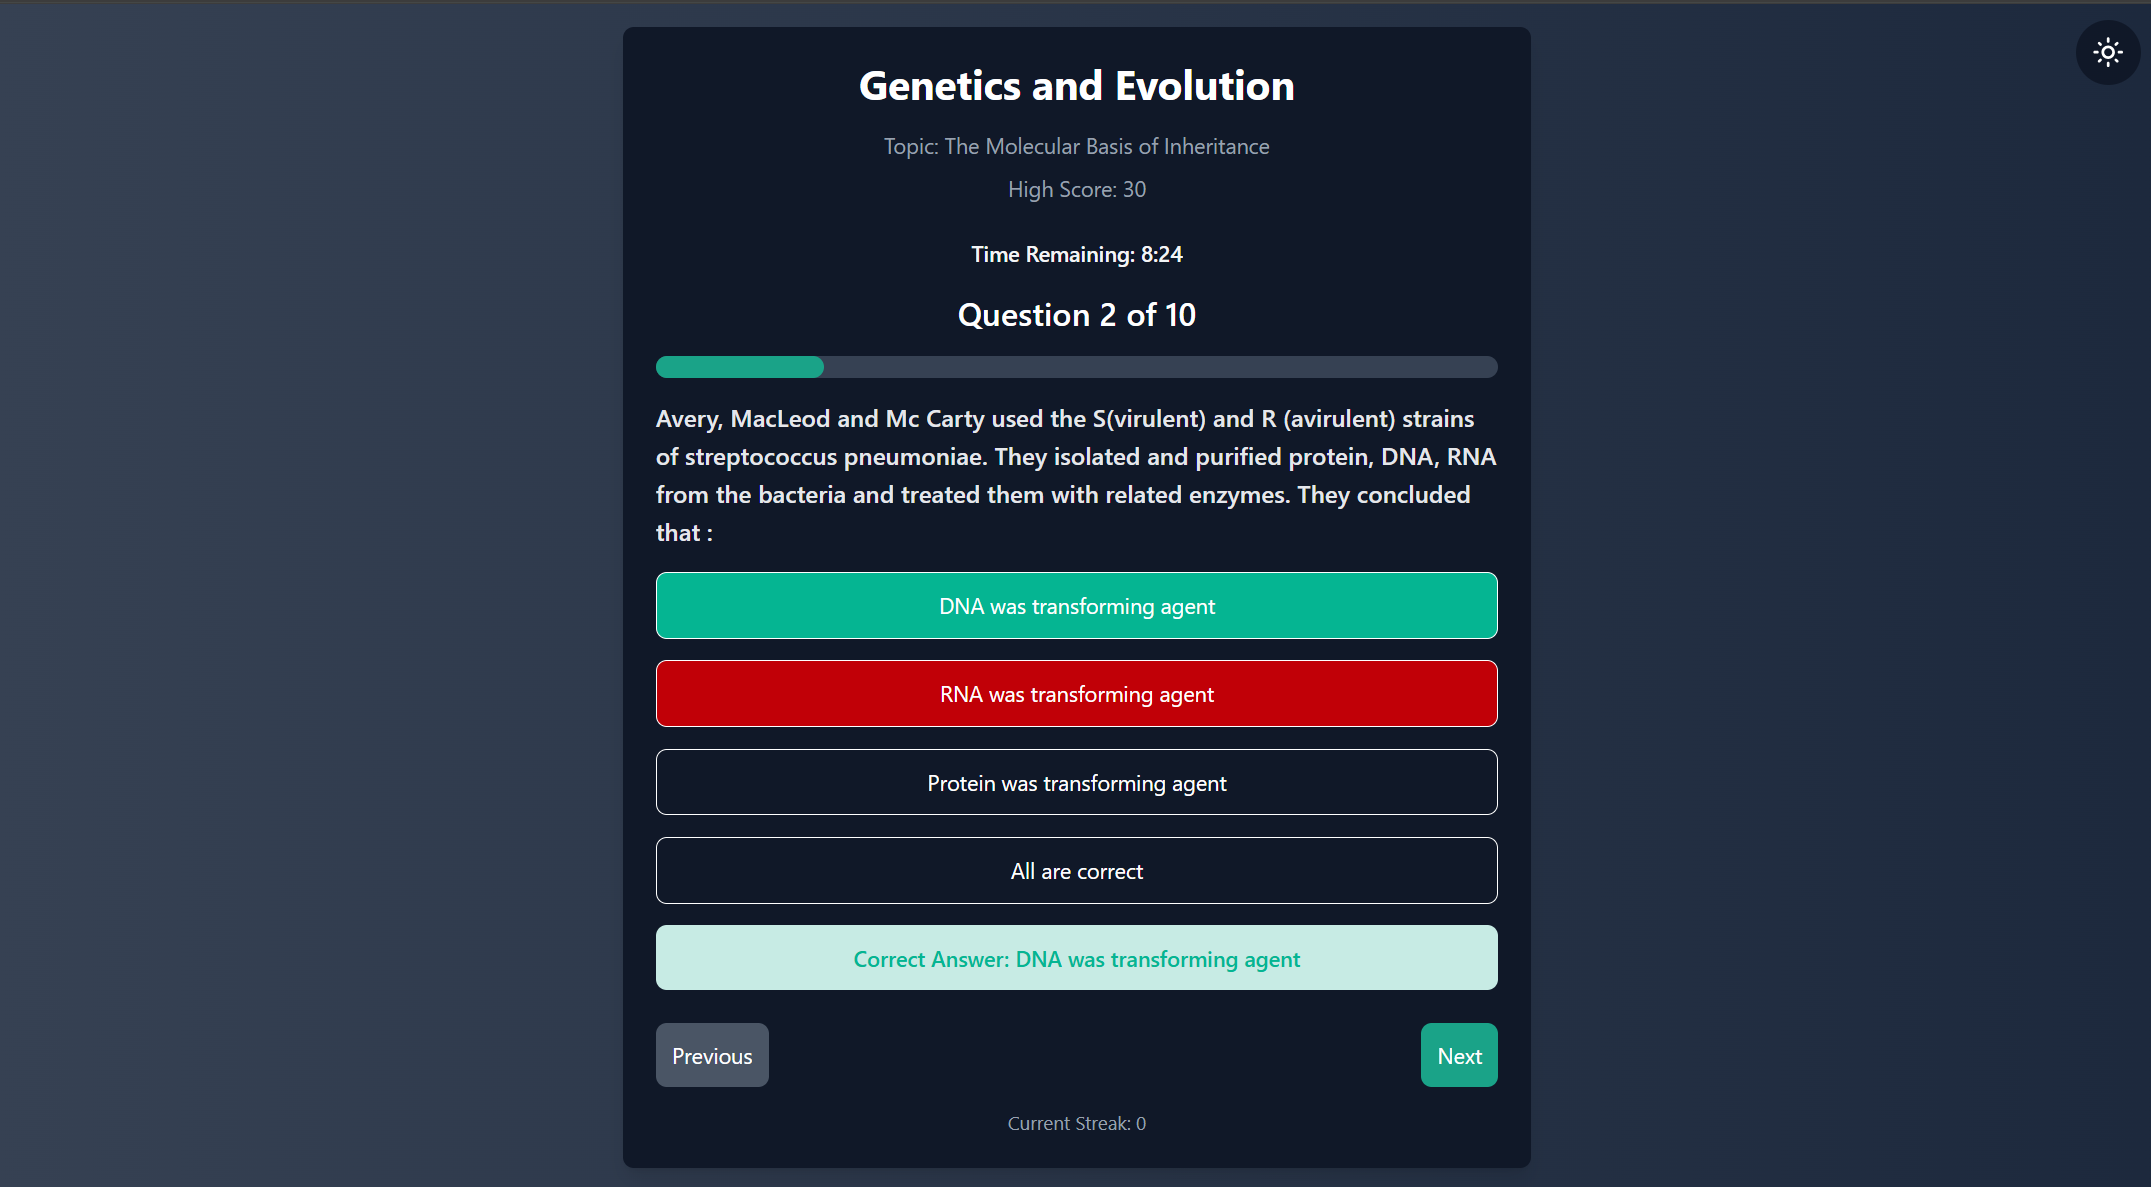 Genetics and Evolution
Topic: The Molecular Basis of Inheritance
High Score: 30
Time Remaining: 8:24
Question 2 of 10
Avery, MacLeod and Mc Carty used the S(virulent) and R (avirulent) strains
of streptococcus pneumoniae. They isolated and purified protein, DNA, RNA
from the bacteria and treated them with related enzymes. They concluded
that :
DNA was transforming agent
RNA was transforming agent
Protein was transforming agent
All are correct
Correct Answer: DNA was transforming agent
Previous
Next
Current Streak: 0